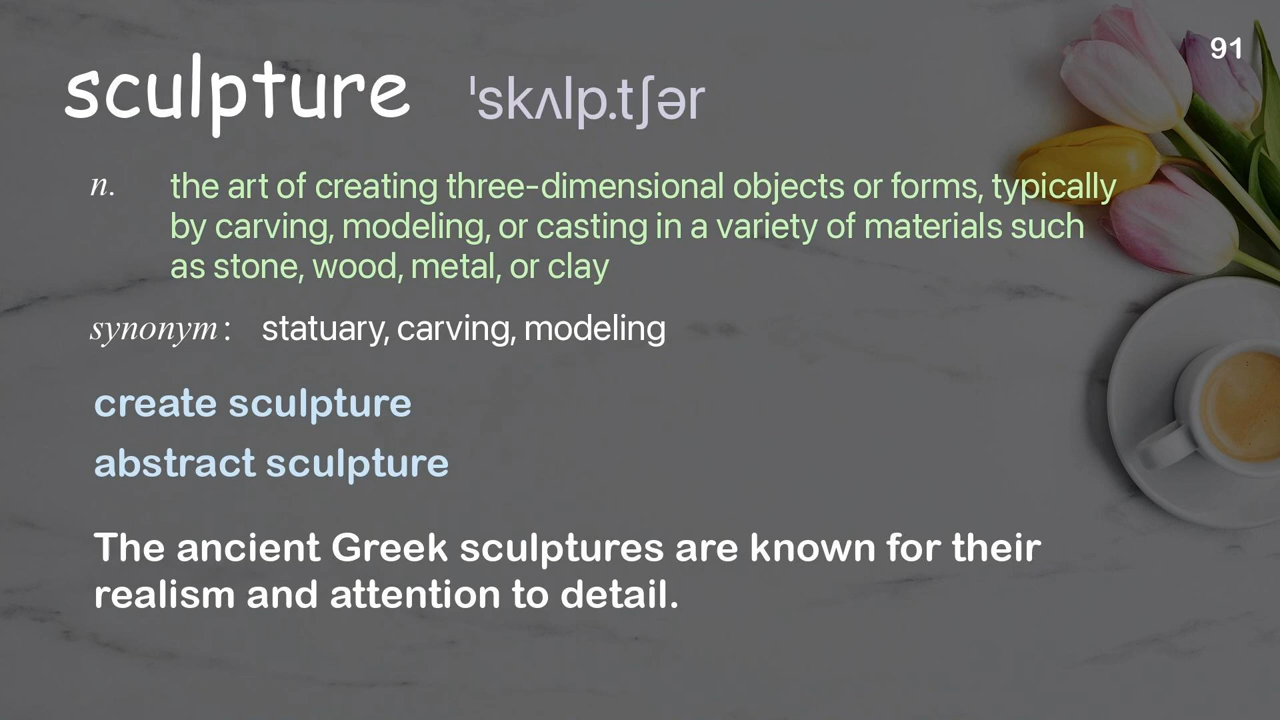 91
sculpture ˈskʌlp.tʃər
n. the art of creating three-dimensional objects or forms, typically
by carving, modeling, or casting in a variety of materials such
as stone, wood, metal, or clay
synonym: statuary, carving, modeling
create sculpture
abstract sculpture
The ancient Greek sculptures are known for their
realism and attention to detail.